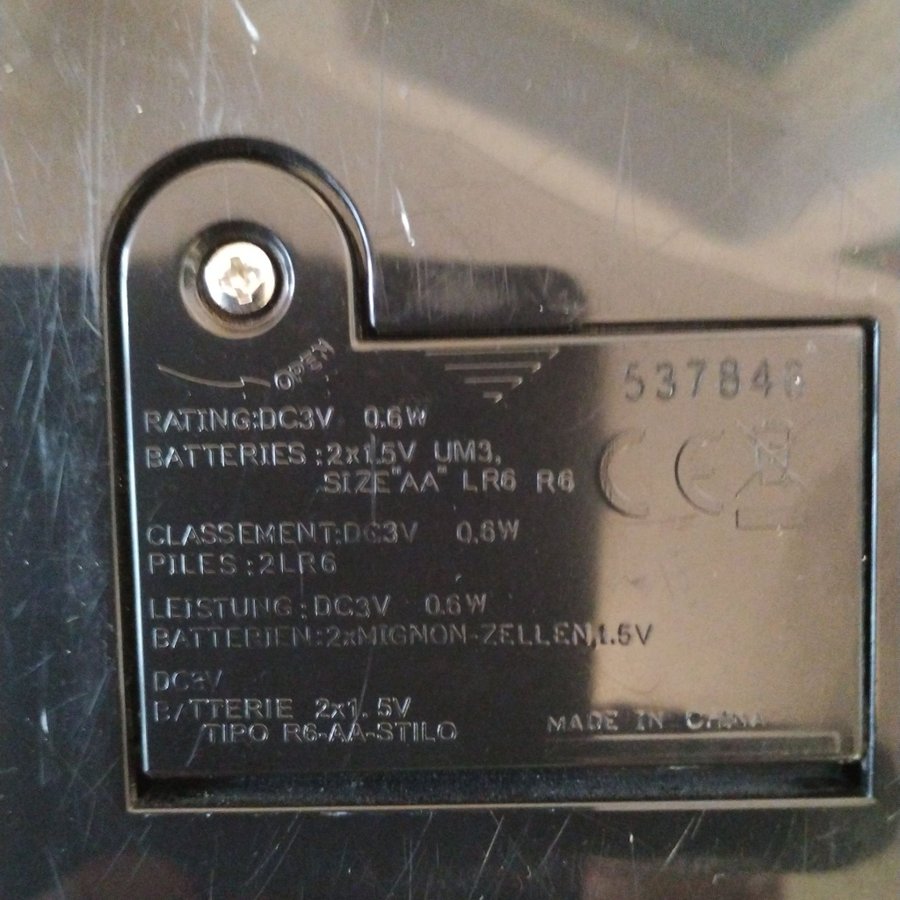 OPEN
537846
RATING:DC3V 0.6W
BATTERIES:2x1.5V UM3,
SIZE"AA" LR6 R6
CE
CLASSEMENT:DC3V 0.6W
PILES:2LR6
LEISTUNG:DC3V 0.6W
BATTERIEN:2xMIGNON-ZELLEN,1.5V
DC3V
BATTERIE 2x1.5V
TIPO R6-AA-STILO
MADE IN CHINA